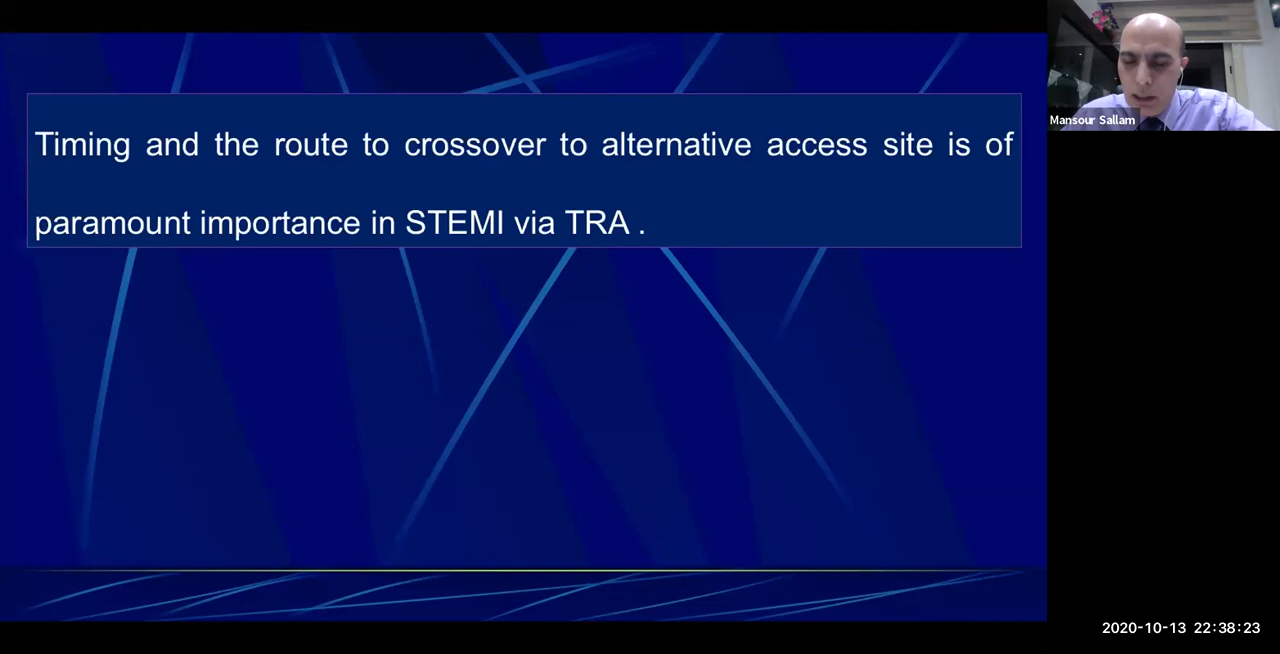 Timing and the route to crossover to alternative access site is of
paramount importance in STEMI via TRA .
Mansour Sallam
2020-10-13 22:38:23